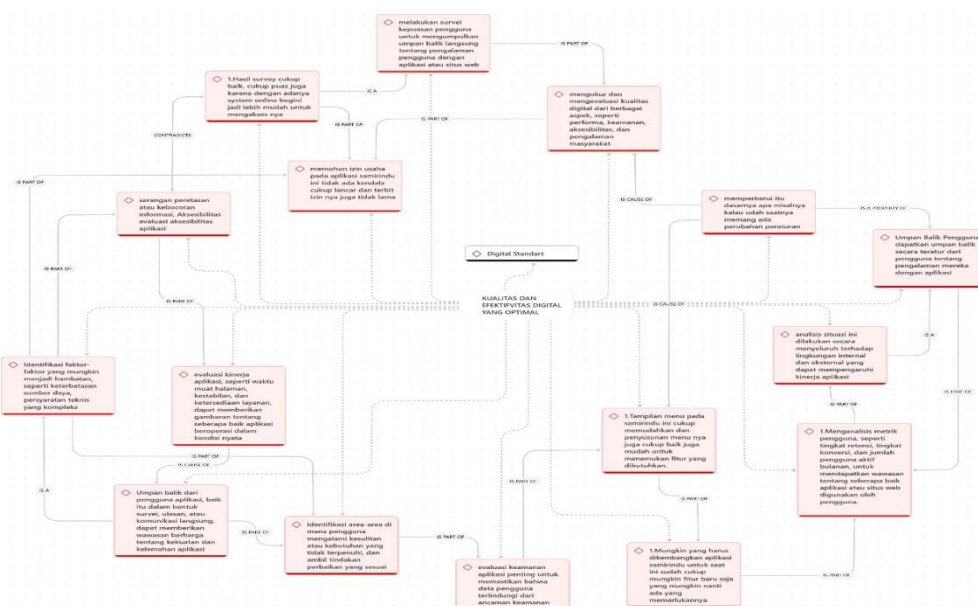 melakukan survei
kepuasan pengguna
untuk mengumpulkan
umpan balik langsung
tentang pengalaman
pengguna dengan
aplikasi atau situs web
IS PART OF
1.Hasil survey cukup
baik, cukup puas juga
karena dengan adanya
system online begini
jadi lebih mudah untuk
mengakses nya
IS A
mengukur dan
mengevaluasi kualitas
digital dari berbagai
aspek, seperti
performa, keamanan,
aksesibilitas, dan
pengalaman
masyarakat
CONTRADICTS
IS PART OF
IS PART OF
memohon izin usaha
pada aplikasi samirindu
ini tidak ada kendala
cukup lancar dan terbit
izin nya juga tidak lama
IS PART OF
sarangan peretasan
atau kebocoran
informasi, Aksesibilitas
evaluasi aksesibilitas
aplikasi
IS CAUSE OF
memperbarui itu
dasarnya apa misalnya
kalau udah saatnya
memang ada
perubahan peraturan
IS A PROPERTY OF
Umpan Balik Pengguna
dapatkan umpan balik
secara teratur dari
pengguna tentang
pengalaman mereka
dengan aplikasi
Digital Standart
IS PART OF
KUALITAS DAN
EFEKTIFVITAS DIGITAL
YANG OPTIMAL
IS PART OF
IS CAUSE OF
analisis situasi ini
dilakukan secara
menyeluruh terhadap
lingkungan internal
dan eksternal yang
dapat mempengaruhi
kinerja aplikasi
IS A
Identifikasi faktor-
faktor yang mungkin
menjadi hambatan,
seperti keterbatasan
sumber daya,
persyaratan teknis
yang kompleks
evaluasi kinerja
aplikasi, seperti waktu
muat halaman,
kestabilan, dan
ketersediaan layanan,
dapat memberikan
gambaran tentang
seberapa baik aplikasi
beroperasi dalam
kondisi nyata
IS PART OF
IS PART OF
1.Tampilan menu pada
samirindu ini cukup
memudahkan dan
penyusunan menu nya
juga cukup baik juga
mudah untuk
menemukan fitur yang
dibutuhkan.
1.Menganalisis metrik
pengguna, seperti
tingkat retensi, tingkat
konversi, dan jumlah
pengguna aktif
bulanan, untuk
mendapatkan wawasan
tentang seberapa baik
aplikasi atau situs web
digunakan oleh
pengguna.
IS PART OF
IS CAUSE OF
IS A
IS PART OF
IS PART OF
Umpan balik dari
pengguna aplikasi, baik
itu dalam bentuk
survei, ulasan, atau
komunikasi langsung,
dapat memberikan
wawasan berharga
tentang kekuatan dan
kelemahan aplikasi
IS PART OF
Identifikasi area-area di
mana pengguna
mengalami kesulitan
atau kebutuhan yang
tidak terpenuhi, dan
ambil tindakan
perbaikan yang sesuai
IS PART OF
evaluasi keamanan
aplikasi penting untuk
memastikan bahwa
data pengguna
terlindungi dari
ancaman keamanan
1.Mungkin yang harus
dikembangkan aplikasi
samirindu untuk saat
ini sudah cukup
mungkin fitur baru saja
yang mungkin nanti
ada yang
memerlukannya
IS PART OF